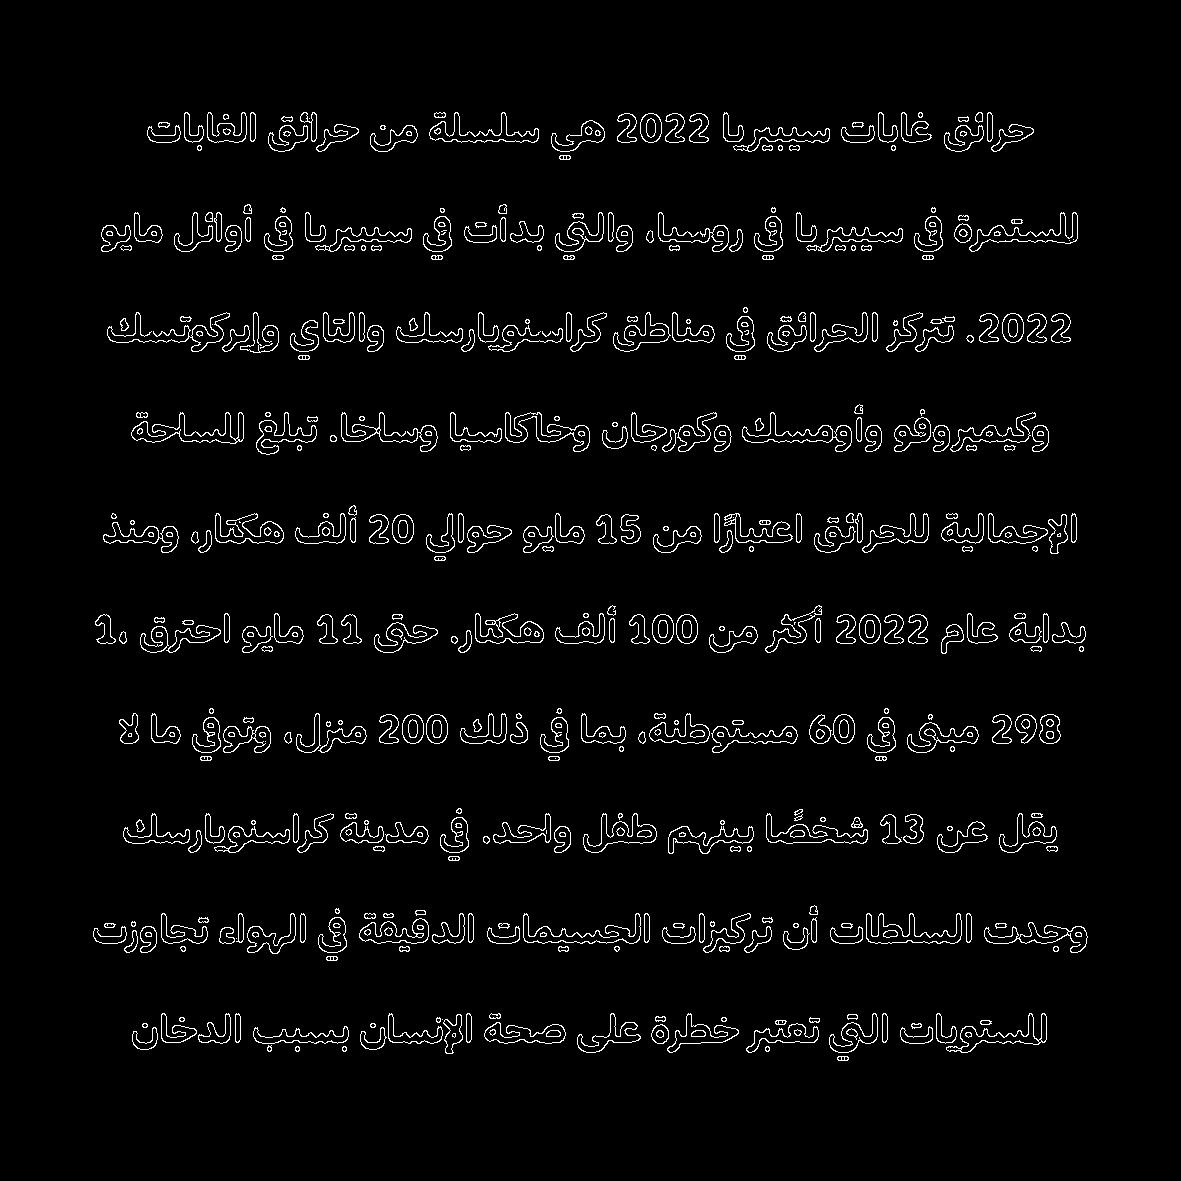 حرائق غابات سيبيريا 2022 هي سلسلة من حرائق الغابات
المستمرة في سيبيريا في روسيا، والتي بدأت في سيبيريا في أوائل مايو
2022. تتركز الحرائق في مناطق كراسنويارسك والتاي وإيركوتسك
وكيميروفو وأومسك وكورجان وخاكاسيا وساخا. تبلغ المساحة
الإجمالية للحرائق اعتبارًا من 15 مايو حوالي 20 ألف هكتار، ومنذ
بداية عام 2022 أكثر من 100 ألف هكتار. حتى 11 مايو احترق 1،
298 مبنى في 60 مستوطنة، بما في ذلك 200 منزل، وتوفي ما لا
يقل عن 13 شخصًا بينهم طفل واحد. في مدينة كراسنويارسك
وجدت السلطات أن تركيزات الجسيمات الدقيقة في الهواء تجاوزت
المستويات التي تعتبر خطرة على صحة الإنسان بسبب الدخان